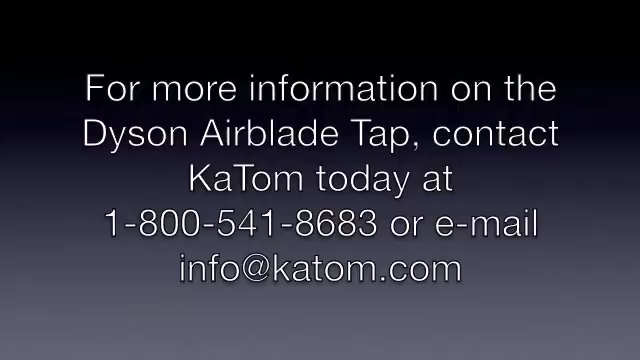 For more information on the
Dyson Airblade Tap, contact
KaTom today at
1-800-541-8683 or e-mail
info@katom.com